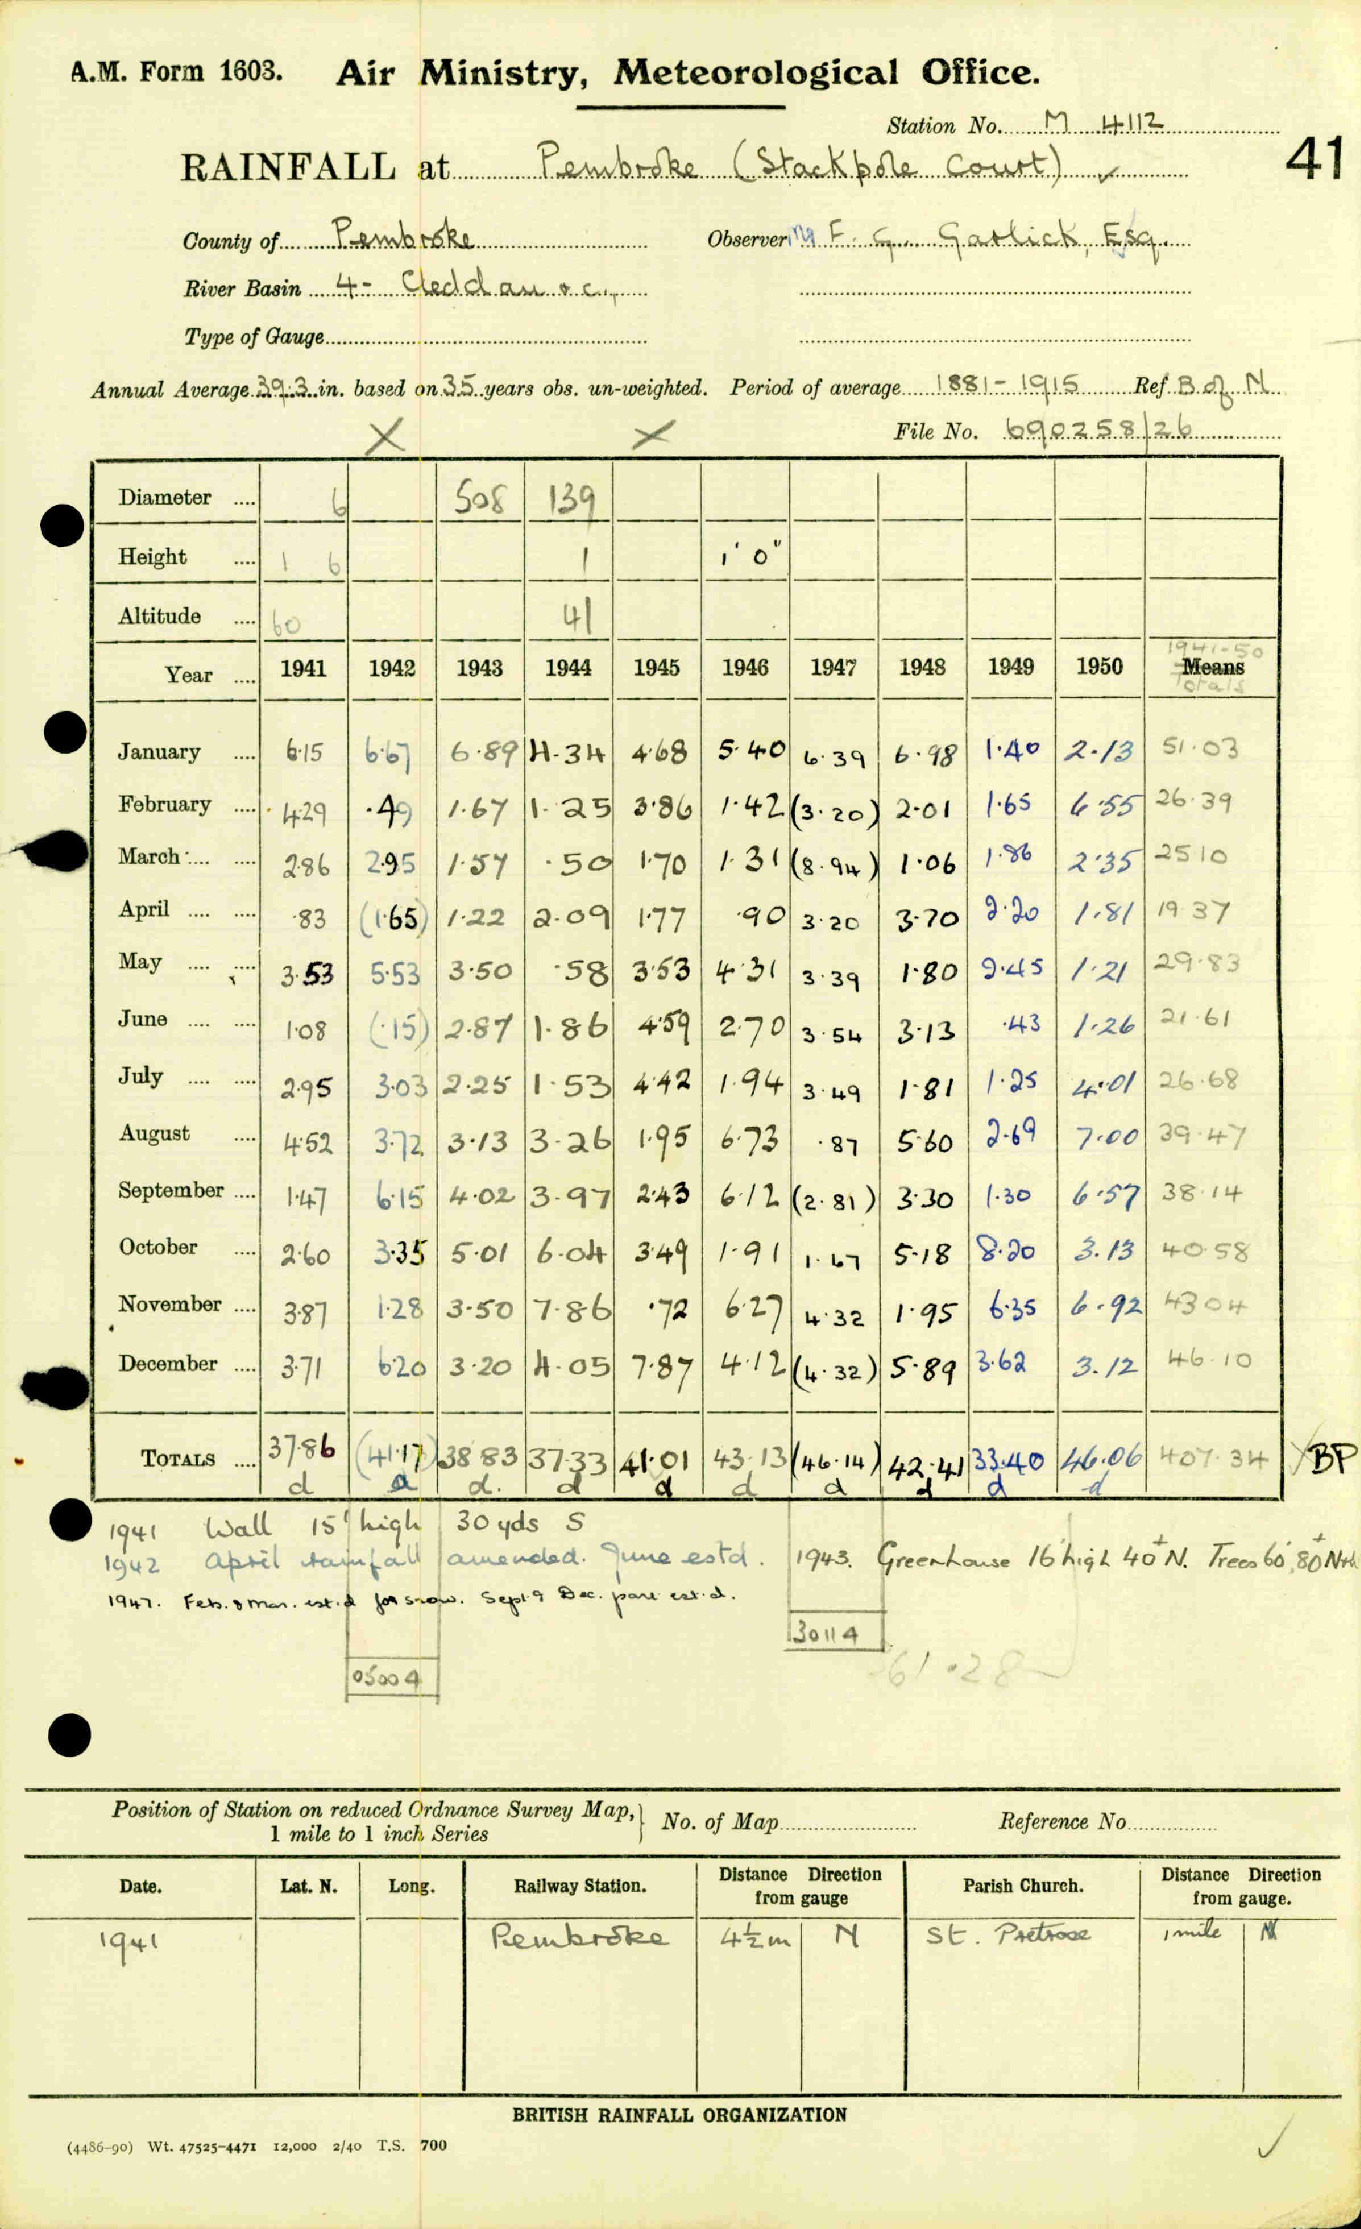 A.M. Form 1603. Air Ministry, Meteorological Office.
Station No. M 4112
41
RAINFALL at Pembroke (Stackpole Court) ✓
County of Pembroke Observer Mr F. G. Garlick, Esq.
River Basin 4- Cleddau &c.,
Type of Gauge
Annual Average 39.3 in. based on 35 years obs. un-weighted. Period of average 1881-1915 Ref. B of N
X X File No. 690258/26
Diameter .... 6 508 139
Height .... 1 6 1 1' 0"
Altitude .... 60 41
Year .... 1941 1942 1943 1944 1945 1946 1947 1948 1949 1950 1941-50 Means Totals
January .... 6.15 6.67 6.89 4.34 4.68 5.40 6.39 6.98 1.40 2.13 51.03
February .... 4.29 .49 1.67 1.25 3.86 1.42 (3.20) 2.01 1.65 6.55 26.39
March .... .... 2.86 2.95 1.57 .50 1.70 1.31 (8.94) 1.06 1.86 2.35 25 10
April .... .... .83 (1.65) 1.22 2.09 1.77 .90 3.20 3.70 2.20 1.81 19 37
May .... .... 3.53 5.53 3.50 .58 3.53 4.31 3.39 1.80 2.45 1.21 29.83
June .... .... 1.08 (.15) 2.87 1.86 4.59 2.70 3.54 3.13 .43 1.26 21.61
July .... .... 2.95 3.03 2.25 1.53 4.42 1.94 3.49 1.81 1.25 4.01 26.68
August .... 4.52 3.72 3.13 3.26 1.95 6.73 .87 5.60 2.69 7.00 39.47
September .... 1.47 6.15 4.02 3.97 2.43 6.12 (2.81) 3.30 1.30 6.57 38.14
October .... 2.60 3.35 5.01 6.04 3.49 1.91 1.67 5.18 8.20 3.13 40.58
November .... 3.87 1.28 3.50 7.86 .72 6.27 4.32 1.95 6.35 6.92 43 04
December .... 3.71 6.20 3.20 4.05 7.87 4.12 (4.32) 5.89 3.62 3.12 46.10
TOTALS .... 37.86 (41.17) 38 83 37.33 41.01 43.13 (46.14) 42.41 33.40 46.06 407.34 BP
d a d. d d d d d d d
1941 Wall 15' high 30 yds S
1942 April rainfall amended. June estd. 1943. Greenhouse 16' high 40+ N. Trees 60', 80+ Nth
1947. Feb. & Mar. est.d for snow. Sept & Dec. part est.d.
30114
05004
61.28
Position of Station on reduced Ordnance Survey Map, 1 mile to 1 inch Series } No. of Map Reference No.
Date. Lat. N. Long. Railway Station. Distance from gauge Direction Parish Church. Distance from gauge. Direction
1941 Pembroke 4½ m N St. Petrose 1 mile N
BRITISH RAINFALL ORGANIZATION
(4486-90) Wt. 47525-4471 12,000 2/40 T.S. 700
✓